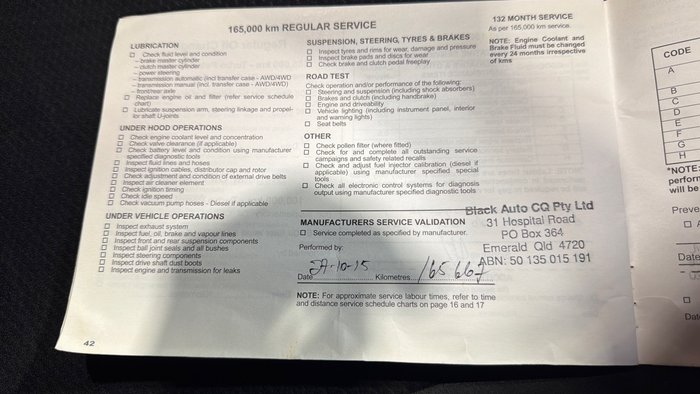 165,000 km REGULAR SERVICE
132 MONTH SERVICE
As per 165,000 km service.
NOTE: Engine Coolant and
Brake Fluid must be changed
every 24 months irrespective
of kms
LUBRICATION
Check fluid level and condition
– brake master cylinder
– clutch master cylinder
– power steering
– transmission automatic (incl transfer case - AWD/4WD
– transmission manual (incl. transfer case - AWD/4WD)
– front/rear axle
Replace engine oil and filter (refer service schedule
chart)
Lubricate suspension arm, steering linkage and propel-
lor shaft U-joints
UNDER HOOD OPERATIONS
Check engine coolant level and concentration
Check valve clearance (if applicable)
Check battery level and condition using manufacturer
specified diagnostic tools
Inspect fluid lines and hoses
Inspect ignition cables, distributor cap and rotor
Check adjustment and condition of external drive belts
Inspect air cleaner element
Check ignition timing
Check idle speed
Check vacuum pump hoses - Diesel if applicable
UNDER VEHICLE OPERATIONS
Inspect exhaust system
Inspect fuel, oil, brake and vapour lines
Inspect front and rear suspension components
Inspect ball joint seals and all bushes
Inspect steering components
Inspect drive shaft dust boots
Inspect engine and transmission for leaks
SUSPENSION, STEERING, TYRES & BRAKES
Inspect tyres and rims for wear, damage and pressure
Inspect brake pads and discs for wear
Check brake and clutch pedal freeplay
ROAD TEST
Check operation and/or performance of the following:
Steering and suspension (including shock absorbers)
Brakes and clutch (including handbrake)
Engine and driveability
Vehicle lighting (including instrument panel, interior
and warning lights)
Seat belts
OTHER
Check pollen filter (where fitted)
Check for and complete all outstanding service
campaigns and safety related recalls
Check and adjust fuel injector calibration (diesel if
applicable) using manufacturer specified special
tools
Check all electronic control systems for diagnosis
output using manufacturer specified diagnostic tools
MANUFACTURERS SERVICE VALIDATION
Service completed as specified by manufacturer.
Performed by:
Date 29-10-15 Kilometres 165 667
Black Auto CQ Pty Ltd
31 Hospital Road
PO Box 364
Emerald Qld 4720
ABN: 50 135 015 191
NOTE: For approximate service labour times, refer to time
and distance service schedule charts on page 16 and 17
42
CODE
A
B
C
D
E
F
G
H
*NOTE:
perform
will be
Preve
Date
Dat